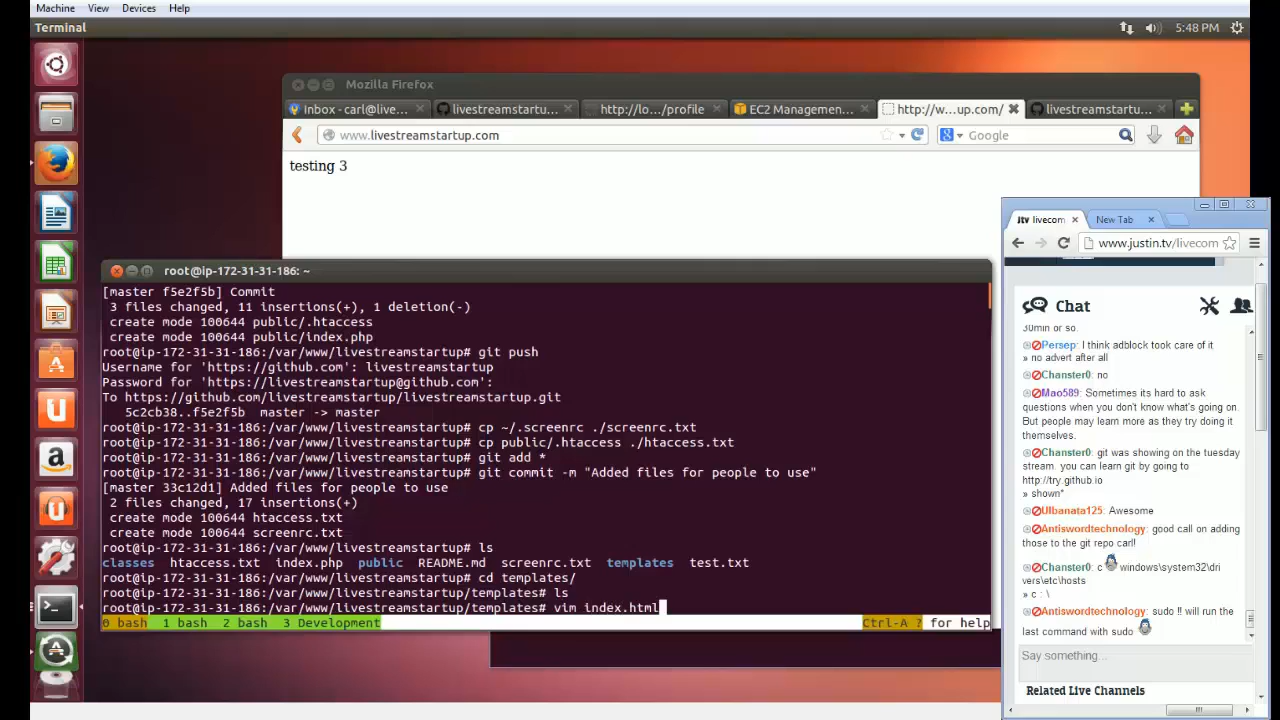 Machine View Devices Help
Terminal
5:48 PM
Mozilla Firefox
Inbox - carl@live...
livestreamstartu...
http://lo.../profile
EC2 Managemen...
http://w...up.com/
livestreamstartu...
www.livestreamstartup.com
Google
testing 3
root@ip-172-31-31-186: ~
[master f5e2f5b] Commit
3 files changed, 11 insertions(+), 1 deletion(-)
create mode 100644 public/.htaccess
create mode 100644 public/index.php
root@ip-172-31-31-186:/var/www/livestreamstartup# git push
Username for 'https://github.com': livestreamstartup
Password for 'https://livestreamstartup@github.com':
To https://github.com/livestreamstartup/livestreamstartup.git
5c2cb38..f5e2f5b master -> master
root@ip-172-31-31-186:/var/www/livestreamstartup# cp ~/.screenrc ./screenrc.txt
root@ip-172-31-31-186:/var/www/livestreamstartup# cp public/.htaccess ./htaccess.txt
root@ip-172-31-31-186:/var/www/livestreamstartup# git add *
root@ip-172-31-31-186:/var/www/livestreamstartup# git commit -m "Added files for people to use"
[master 33c12d1] Added files for people to use
2 files changed, 17 insertions(+)
create mode 100644 htaccess.txt
create mode 100644 screenrc.txt
root@ip-172-31-31-186:/var/www/livestreamstartup# ls
classes htaccess.txt index.php public README.md screenrc.txt templates test.txt
root@ip-172-31-31-186:/var/www/livestreamstartup# cd templates/
root@ip-172-31-31-186:/var/www/livestreamstartup/templates# ls
root@ip-172-31-31-186:/var/www/livestreamstartup/templates# vim index.html
0 bash 1 bash 2 bash 3 Development Ctrl-A ? for help
jtv livecom
New Tab
www.justin.tv/livecom
Chat
30min or so.
Persep: I think adblock took care of it
» no advert after all
Chanster0: no
Mao589: Sometimes its hard to ask
questions when you don't know what's going on.
But people may learn more as they try doing it
themselves.
Chanster0: git was showing on the tuesday
stream. you can learn git by going to
http://try.github.io
» shown*
Ulbanata125: Awesome
Antiswordtechnology: good call on adding
those to the git repo carl!
Chanster0: c windows\system32\dri
vers\etc\hosts
» c : \
Antiswordtechnology: sudo !! will run the
last command with sudo
Say something...
Related Live Channels